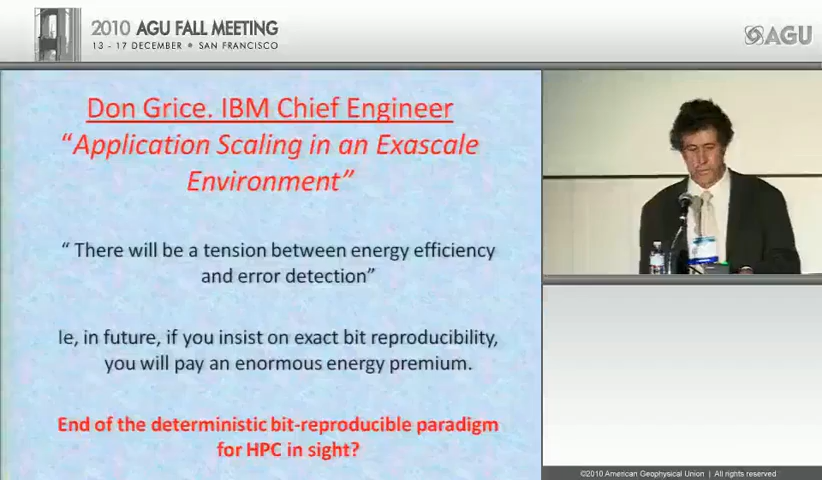 2010 AGU FALL MEETING
13 - 17 DECEMBER • SAN FRANCISCO
AGU
Don Grice. IBM Chief Engineer
“Application Scaling in an Exascale
Environment”
“ There will be a tension between energy efficiency
and error detection”
Ie, in future, if you insist on exact bit reproducibility,
you will pay an enormous energy premium.
End of the deterministic bit-reproducible paradigm
for HPC in sight?
©2010 American Geophysical Union | All rights reserved